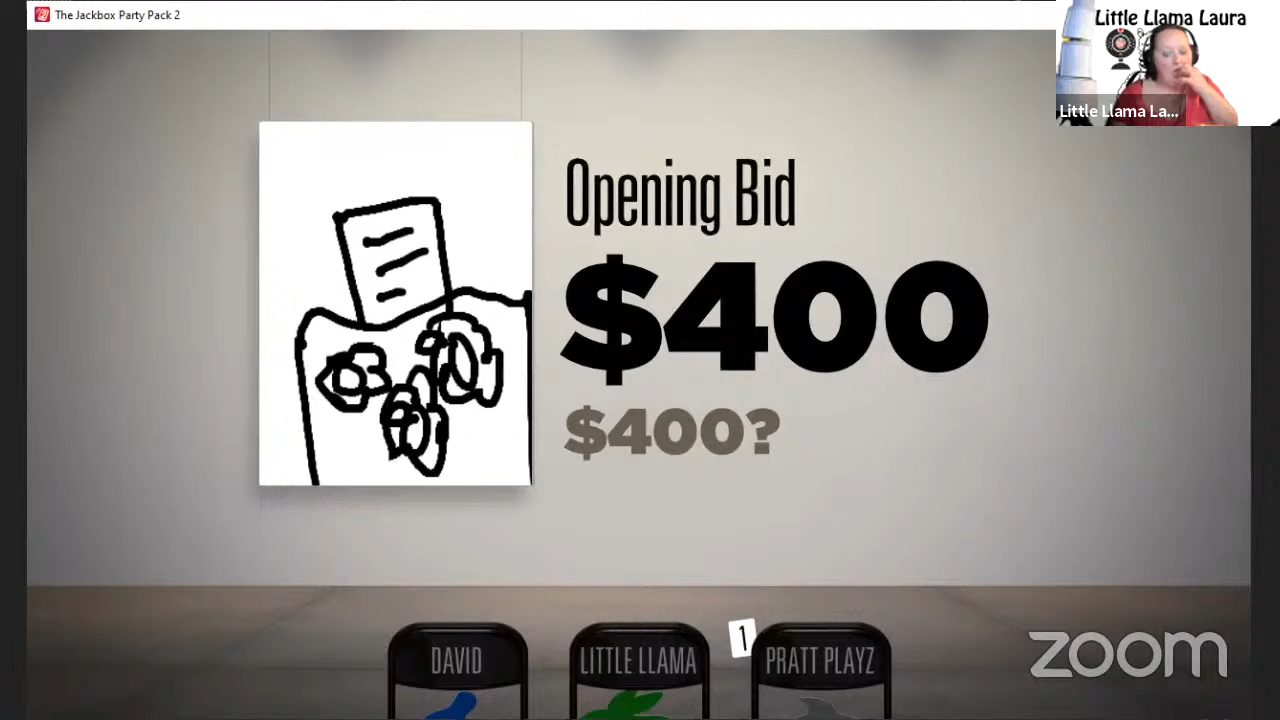 The Jackbox Party Pack 2
Little Llama Laura
Little Llama La...
Opening Bid
$400
$400?
1
DAVID
LITTLE LLAMA
PRATT PLAYZ
zoom